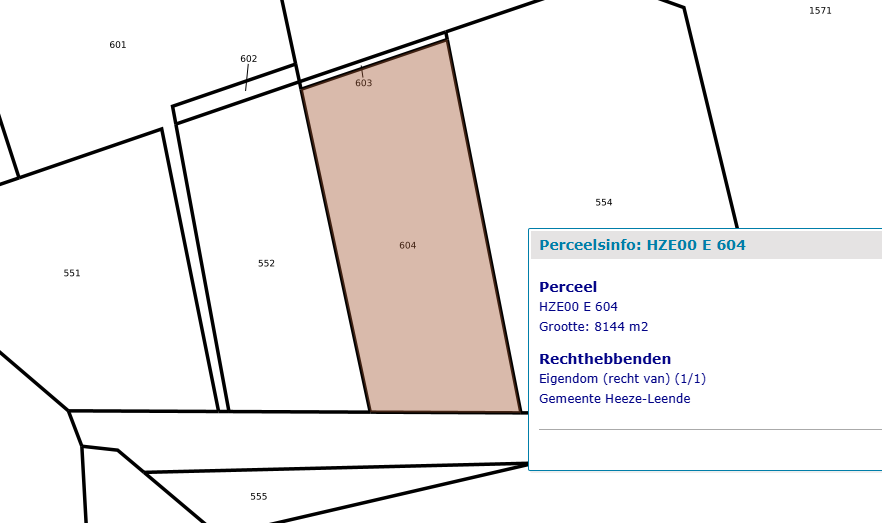 1571
601
602
603
554
604
552
551
Perceelsinfo: HZE00 E 604
Perceel
HZE00 E 604
Grootte: 8144 m2
Rechthebbenden
Eigendom (recht van) (1/1)
Gemeente Heeze-Leende
555